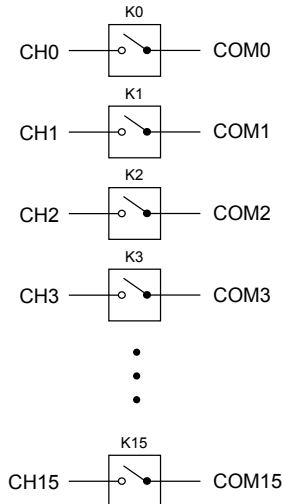 K0
CH0 COM0
K1
CH1 COM1
K2
CH2 COM2
K3
CH3 COM3
K15
CH15 COM15